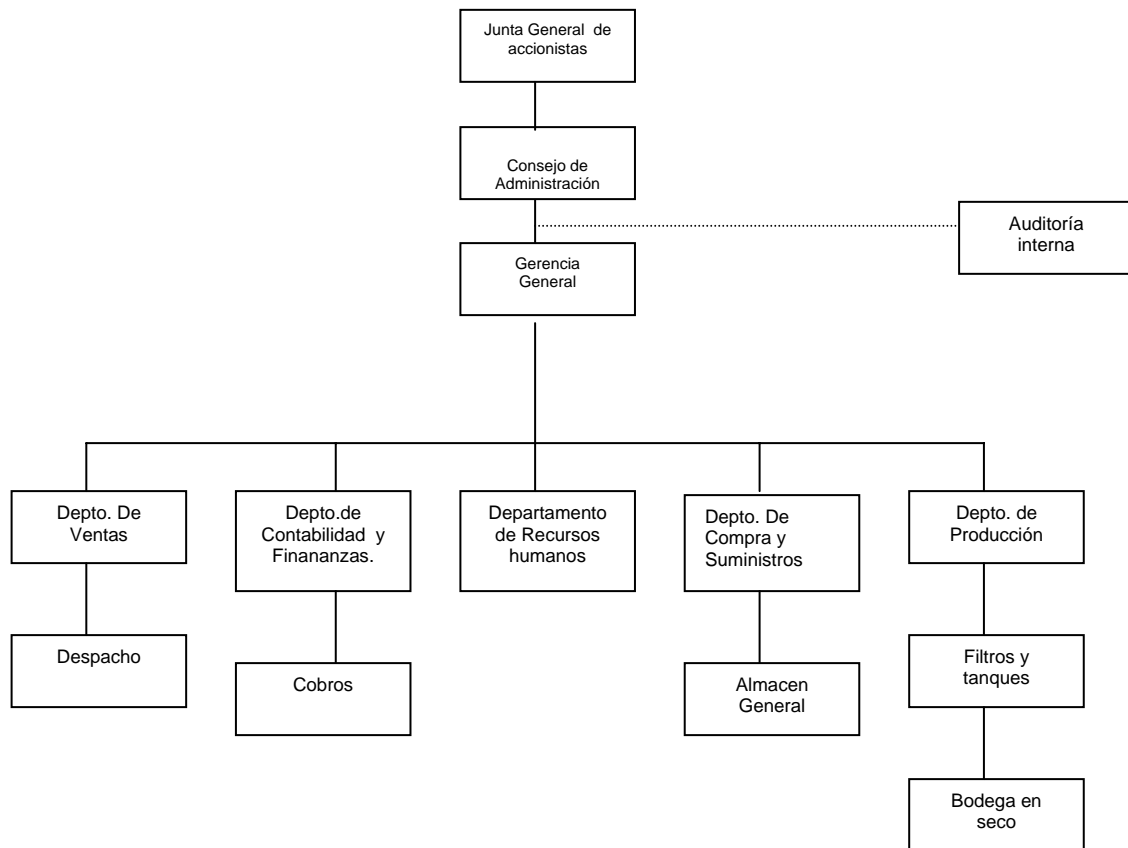 Junta General de
accionistas
Consejo de
Administración
Auditoría
interna
Gerencia
General
Depto. De
Ventas
Depto.de
Contabilidad y
Finananzas.
Departamento
de Recursos
humanos
Depto. De
Compra y
Suministros
Depto. de
Producción
Despacho
Cobros
Almacen
General
Filtros y
tanques
Bodega en
seco